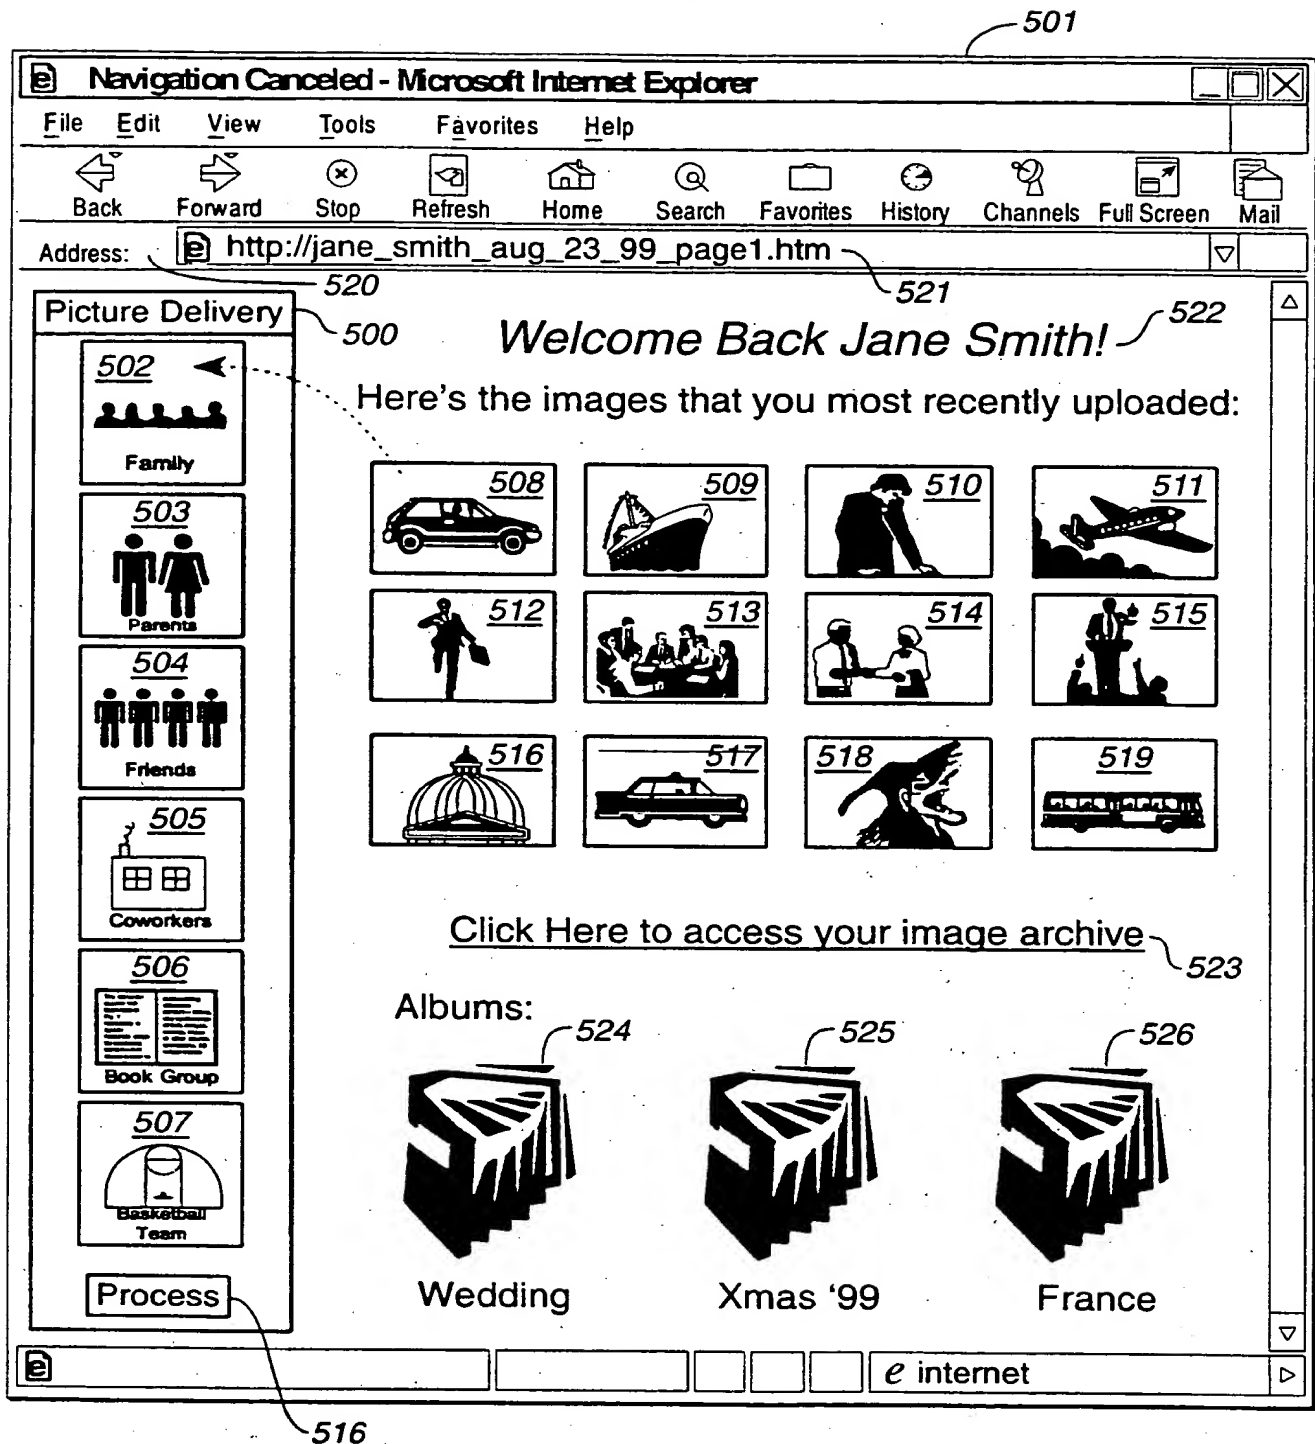 501
Navigation Canceled - Microsoft Internet Explorer
File Edit View Tools Favorites Help
Back Forward Stop Refresh Home Search Favorites History Channels Full Screen Mail
Address: http://jane_smith_aug_23_99_page1.htm
520
521
Picture Delivery
500
Welcome Back Jane Smith!
522
Here's the images that you most recently uploaded:
502
Family
503
Parents
504
Friends
505
Coworkers
506
Book Group
507
Basketball
Team
Process
516
508 509 510 511
512 513 514 515
516 517 518 519
Click Here to access your image archive
523
Albums:
524 525 526
Wedding Xmas '99 France
e internet